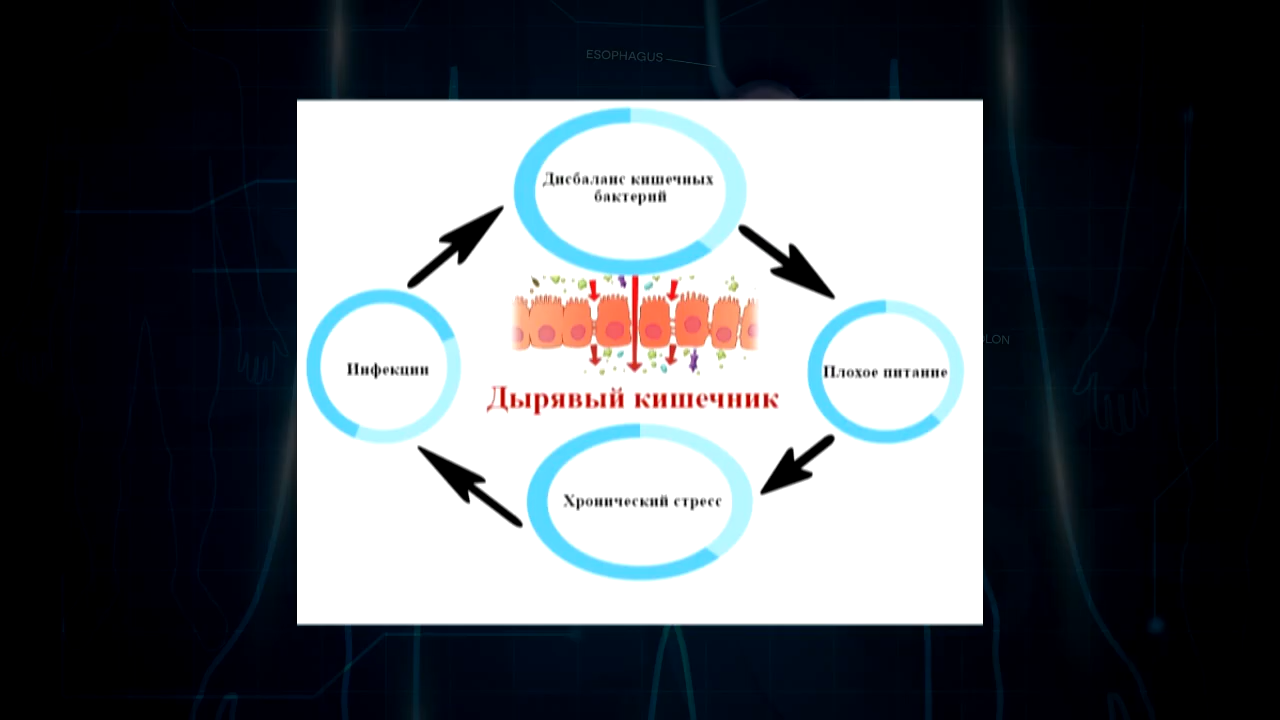 ESOPHAGUS
Дисбаланс кишечных
бактерий
Инфекции
Плохое питание
Дырявый кишечник
Хронический стресс